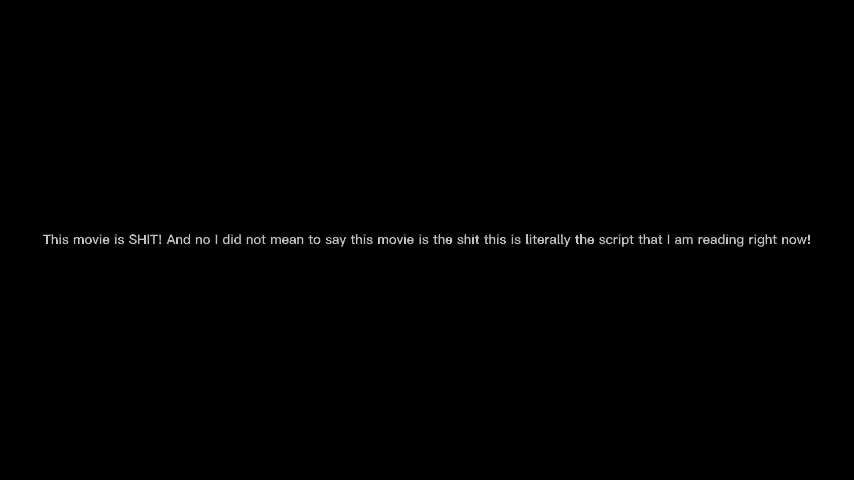 This movie is SHIT! And no I did not mean to say this movie is the shit this is literally the script that I am reading right now!